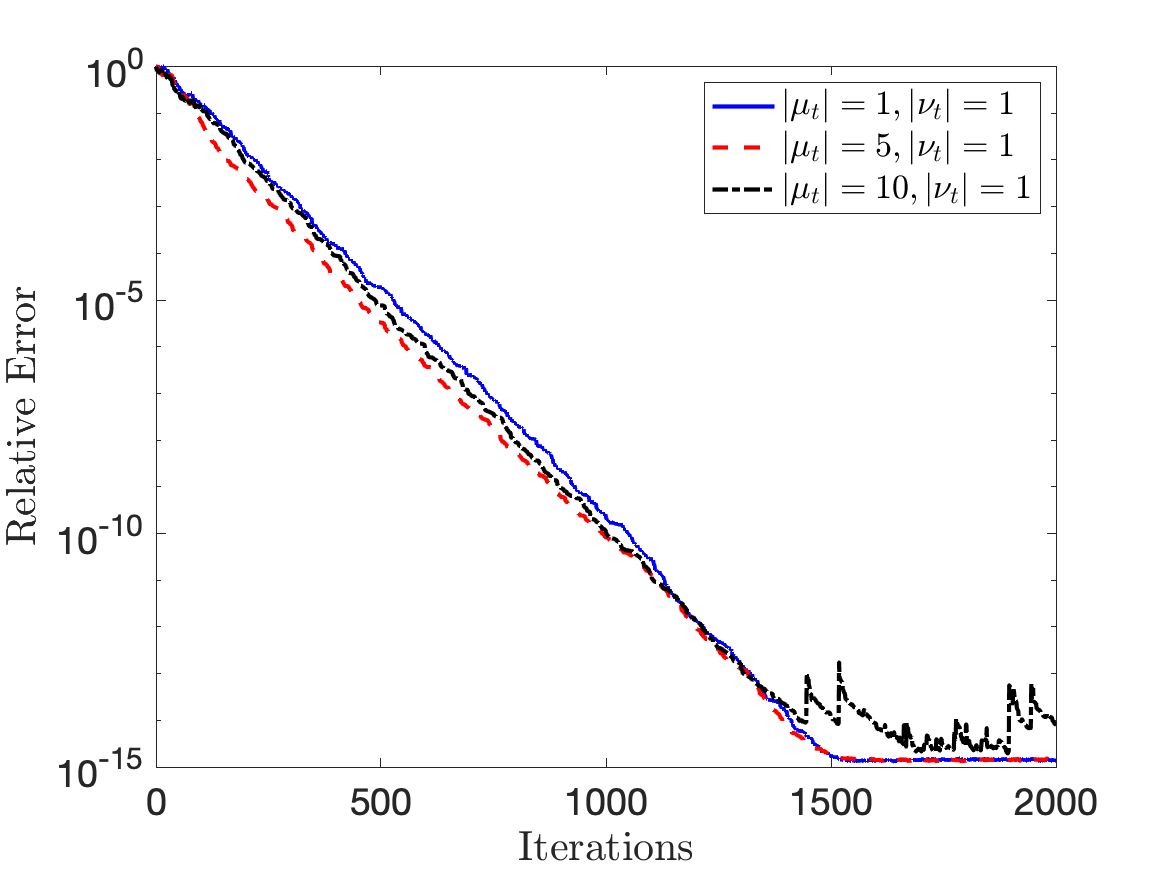 10^0
10^-5
10^-10
10^-15
Relative Error
|μ_t| = 1, |ν_t| = 1
|μ_t| = 5, |ν_t| = 1
|μ_t| = 10, |ν_t| = 1
0 500 1000 1500 2000
Iterations